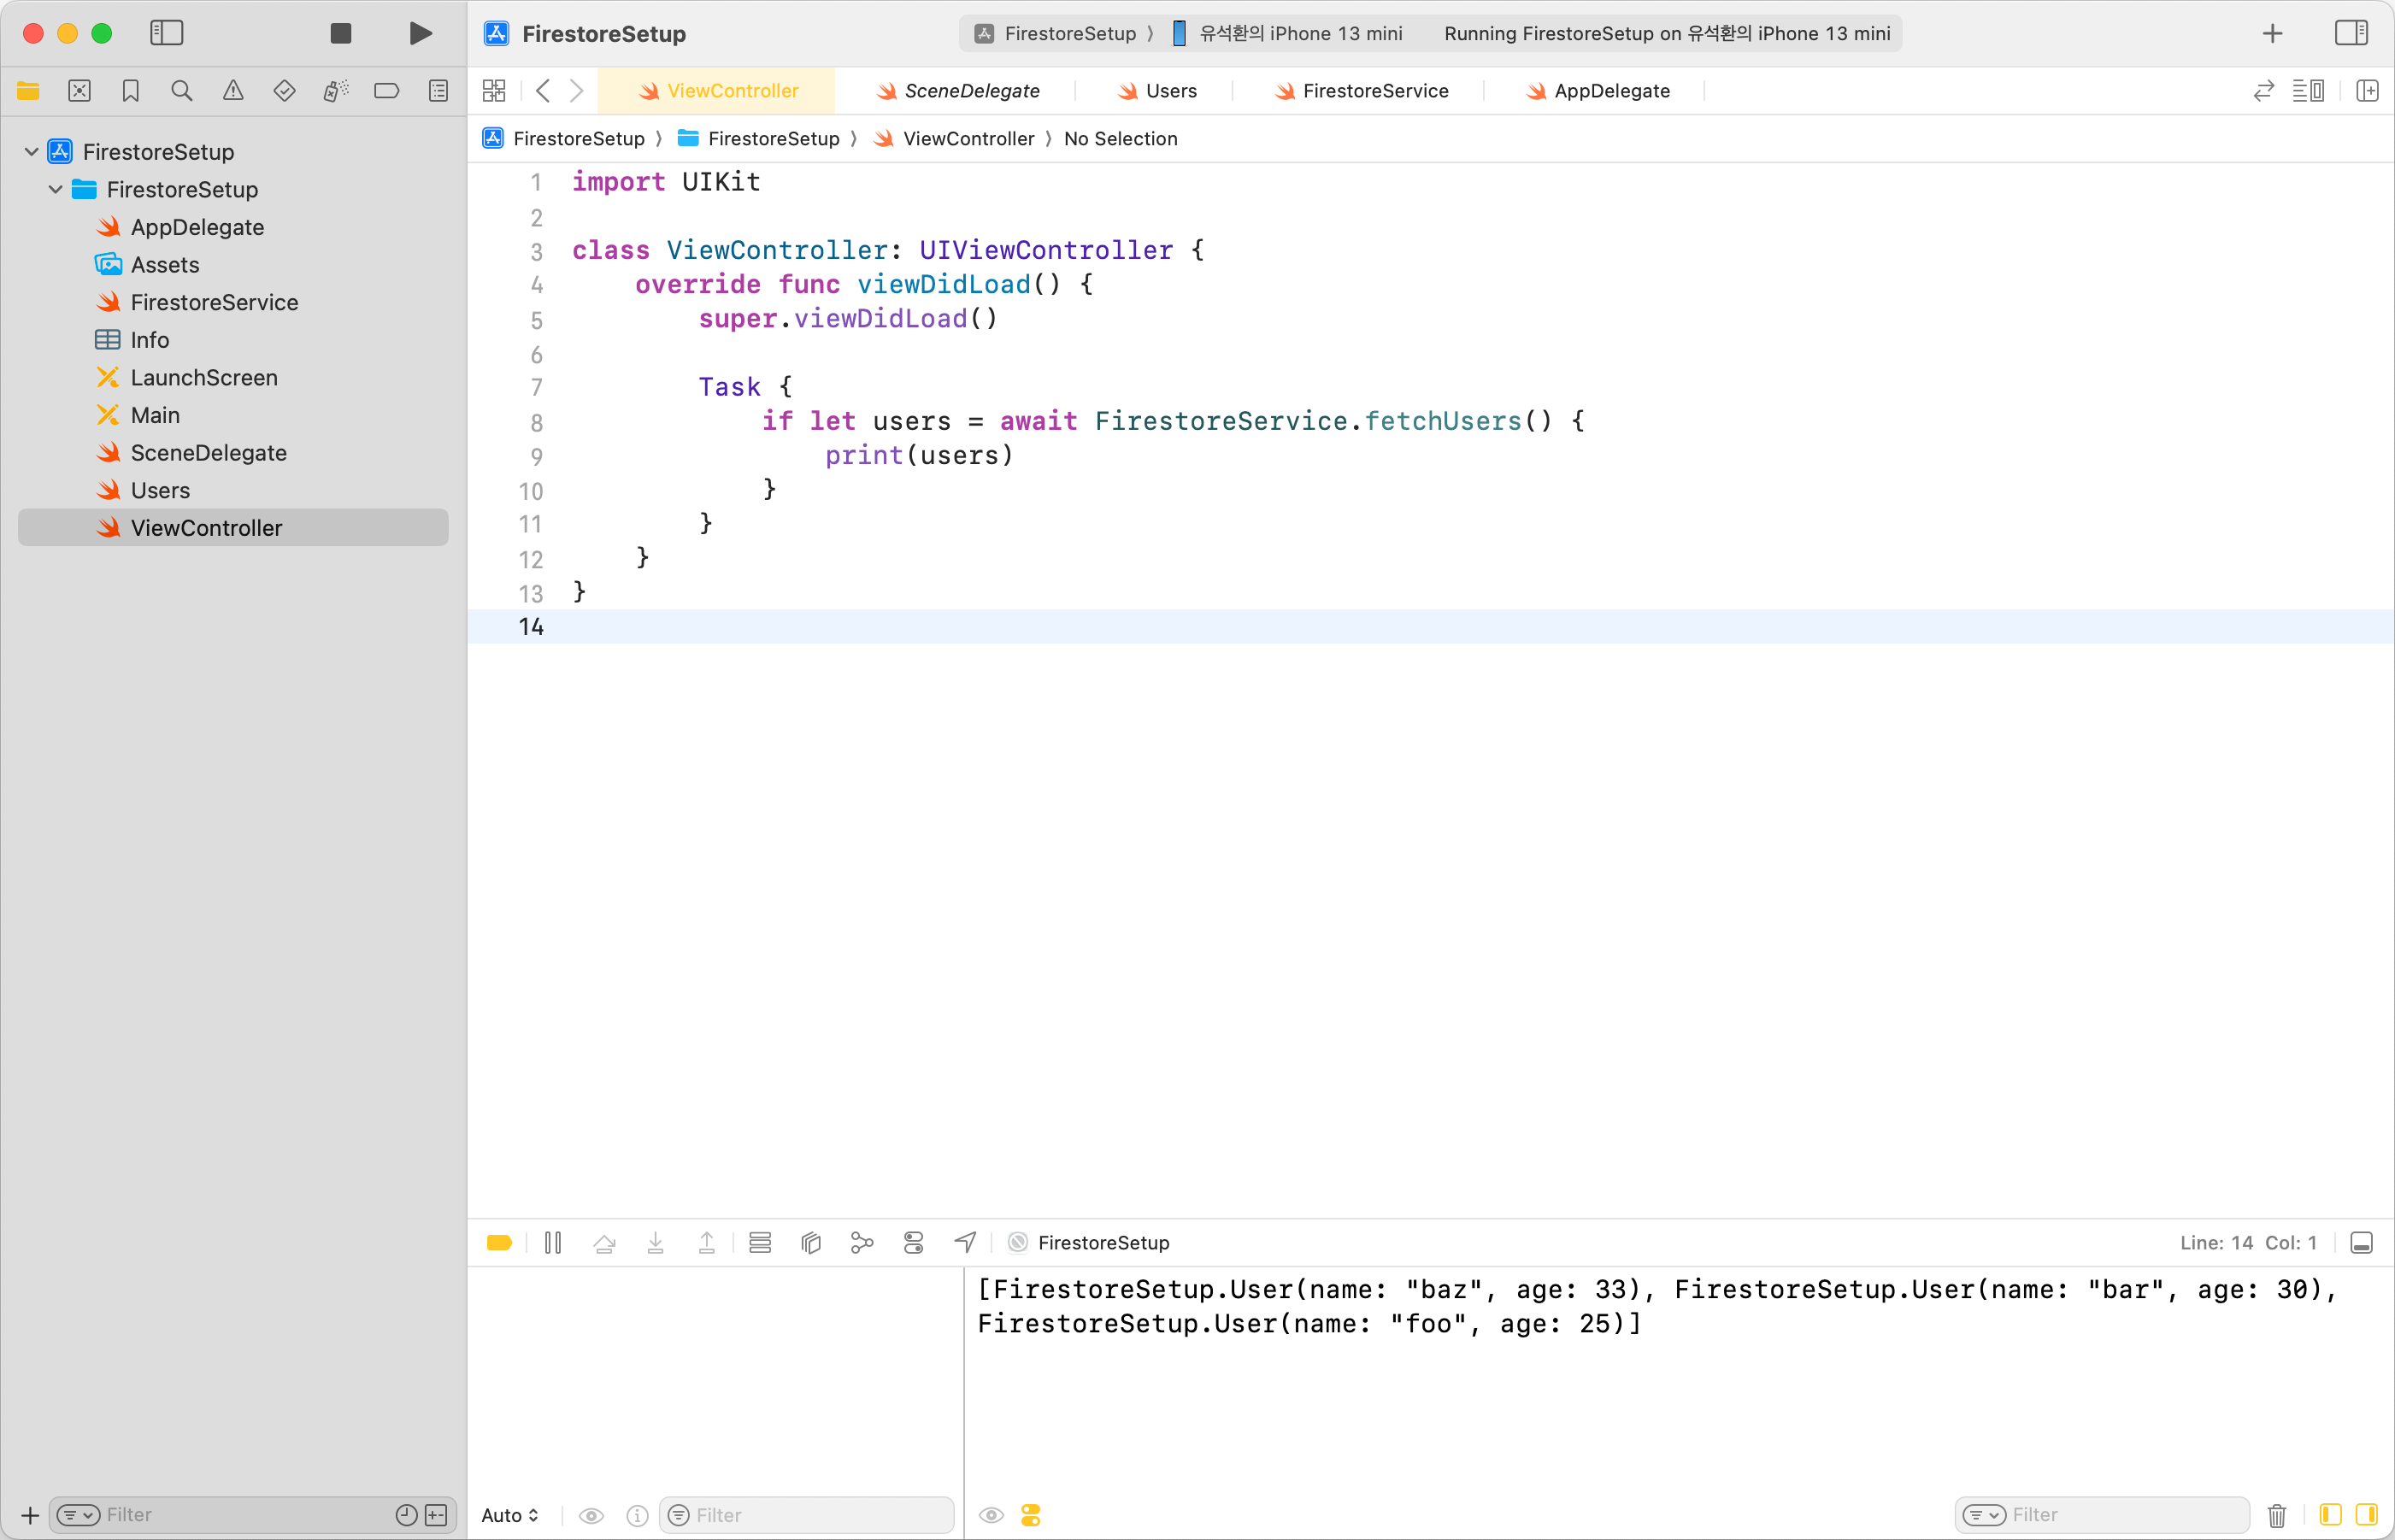 FirestoreSetup
FirestoreSetup 〉 유석환의 iPhone 13 mini Running FirestoreSetup on 유석환의 iPhone 13 mini
ViewController SceneDelegate Users FirestoreService AppDelegate
FirestoreSetup 〉 FirestoreSetup 〉 ViewController 〉 No Selection
FirestoreSetup
FirestoreSetup
AppDelegate
Assets
FirestoreService
Info
LaunchScreen
Main
SceneDelegate
Users
ViewController
1 import UIKit
2
3 class ViewController: UIViewController {
4     override func viewDidLoad() {
5         super.viewDidLoad()
6
7         Task {
8             if let users = await FirestoreService.fetchUsers() {
9                 print(users)
10             }
11         }
12     }
13 }
14
FirestoreSetup Line: 14 Col: 1
[FirestoreSetup.User(name: "baz", age: 33), FirestoreSetup.User(name: "bar", age: 30),
FirestoreSetup.User(name: "foo", age: 25)]
Filter Auto Filter Filter